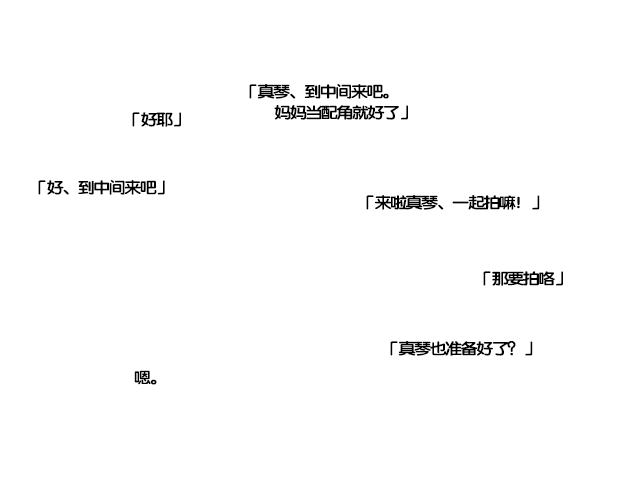 「真琴、到中间来吧。
妈妈当配角就好了」
「好耶」
「好、到中间来吧」
「来啦真琴、一起拍嘛！」
「那要拍咯」
「真琴也准备好了？」
嗯。